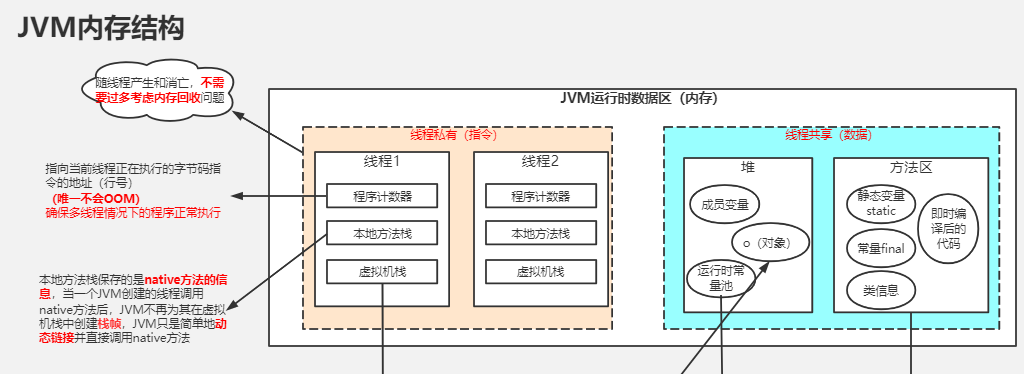 JVM内存结构
随线程产生和消亡，不需
要过多考虑内存回收问题
JVM运行时数据区（内存）
线程私有（指令）
线程1
程序计数器
本地方法栈
虚拟机栈
线程2
程序计数器
本地方法栈
虚拟机栈
线程共享（数据）
堆
成员变量
o（对象）
运行时常
量池
方法区
静态变量
static
即时编
译后的
代码
常量final
类信息
指向当前线程正在执行的字节码指
令的地址（行号）
（唯一不会OOM）
确保多线程情况下的程序正常执行
本地方法栈保存的是native方法的信
息，当一个JVM创建的线程调用
native方法后，JVM不再为其在虚拟
机栈中创建栈帧，JVM只是简单地动
态链接并直接调用native方法